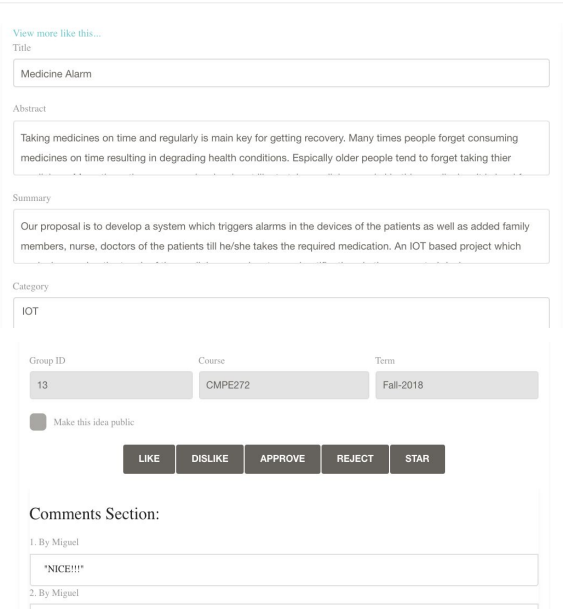 View more like this...
Title
Medicine Alarm
Abstract
Taking medicines on time and regularly is main key for getting recovery. Many times people forget consuming
medicines on time resulting in degrading health conditions. Espically older people tend to forget taking thier
Summary
Our proposal is to develop a system which triggers alarms in the devices of the patients as well as added family
members, nurse, doctors of the patients till he/she takes the required medication. An IOT based project which
Category
IOT
Group ID Course Term
13 CMPE272 Fall-2018
Make this idea public
LIKE DISLIKE APPROVE REJECT STAR
Comments Section:
1. By Miguel
"NICE!!!"
2. By Miguel